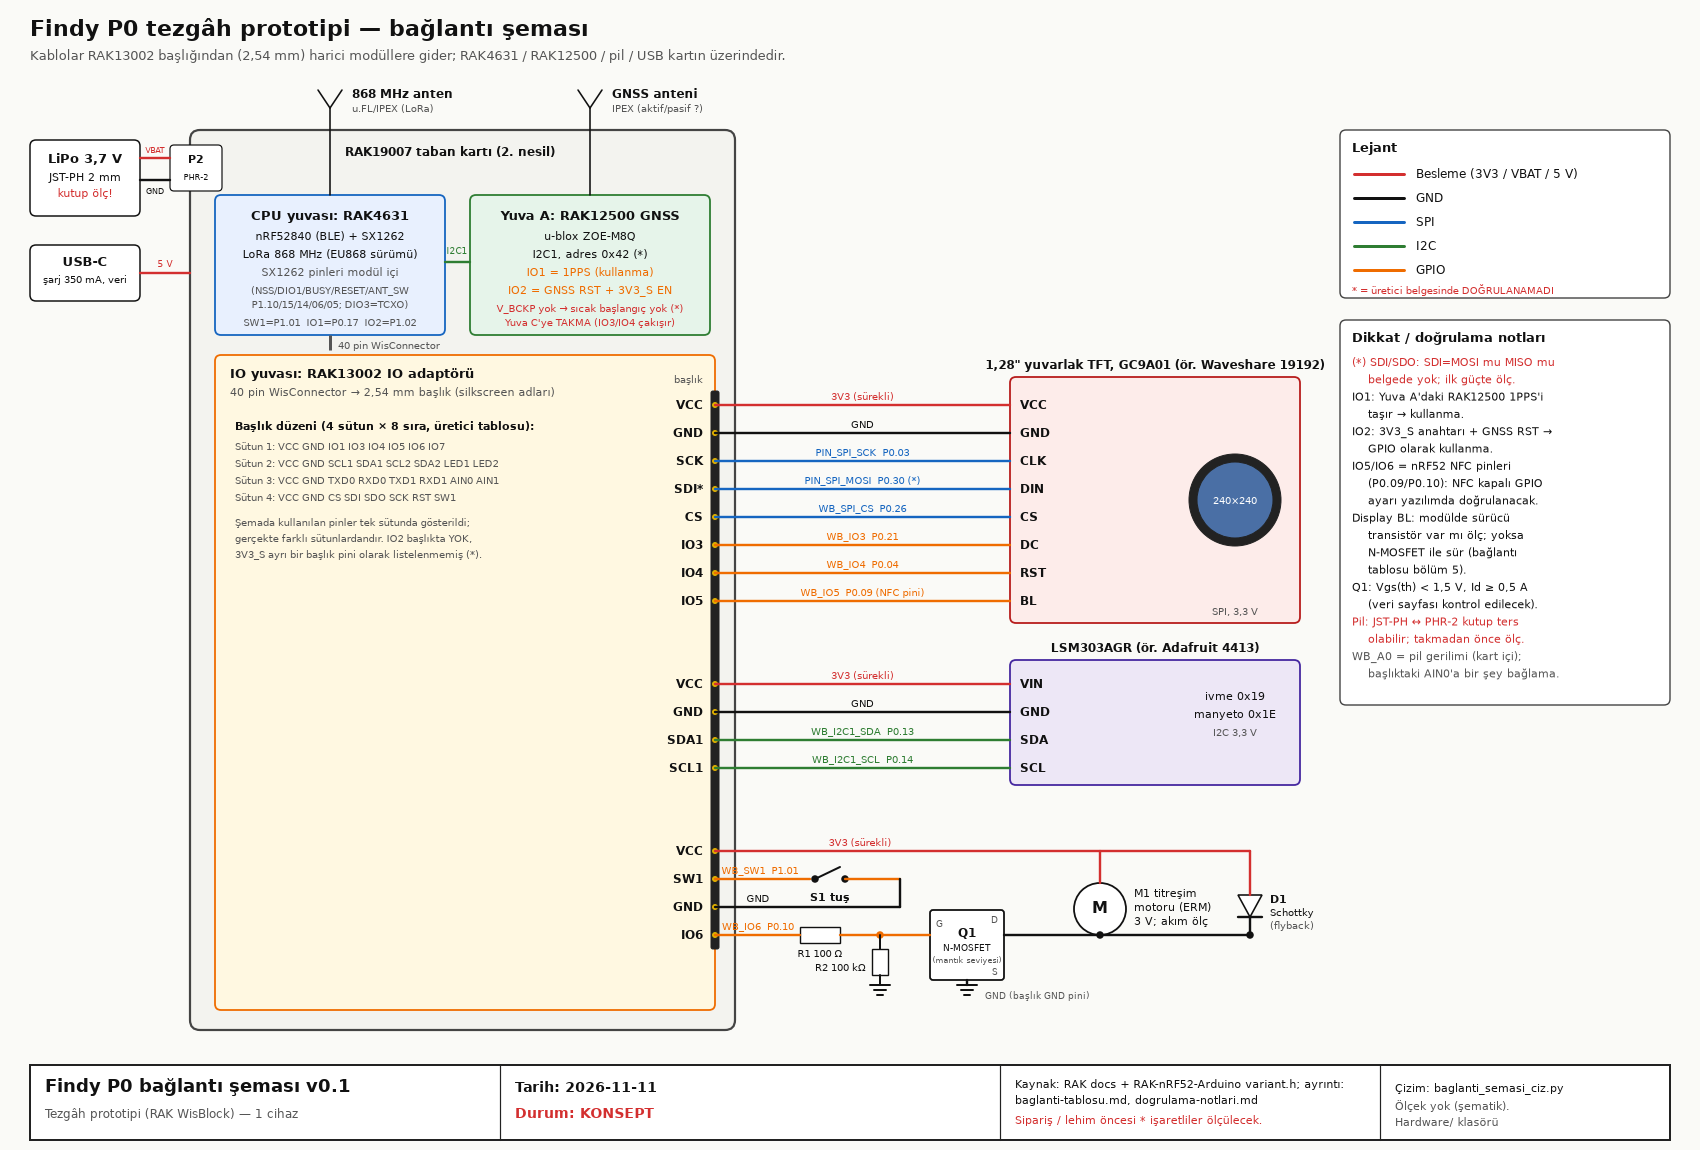 Findy P0 tezgâh prototipi — bağlantı şeması
Kablolar RAK13002 başlığından (2,54 mm) harici modüllere gider; RAK4631 / RAK12500 / pil / USB kartın üzerindedir.
868 MHz anten
u.FL/IPEX (LoRa)
GNSS anteni
IPEX (aktif/pasif ?)
LiPo 3,7 V
JST-PH 2 mm
kutup ölç!
VBAT
GND
P2
PHR-2
USB-C
şarj 350 mA, veri
5 V
RAK19007 taban kartı (2. nesil)
CPU yuvası: RAK4631
nRF52840 (BLE) + SX1262
LoRa 868 MHz (EU868 sürümü)
SX1262 pinleri modül içi
(NSS/DIO1/BUSY/RESET/ANT_SW
P1.10/15/14/06/05; DIO3=TCXO)
SW1=P1.01 IO1=P0.17 IO2=P1.02
I2C1
Yuva A: RAK12500 GNSS
u-blox ZOE-M8Q
I2C1, adres 0x42 (*)
IO1 = 1PPS (kullanma)
IO2 = GNSS RST + 3V3_S EN
V_BCKP yok → sıcak başlangıç yok (*)
Yuva C'ye TAKMA (IO3/IO4 çakışır)
40 pin WisConnector
IO yuvası: RAK13002 IO adaptörü
40 pin WisConnector → 2,54 mm başlık (silkscreen adları)
başlık
Başlık düzeni (4 sütun × 8 sıra, üretici tablosu):
Sütun 1: VCC GND IO1 IO3 IO4 IO5 IO6 IO7
Sütun 2: VCC GND SCL1 SDA1 SCL2 SDA2 LED1 LED2
Sütun 3: VCC GND TXD0 RXD0 TXD1 RXD1 AIN0 AIN1
Sütun 4: VCC GND CS SDI SDO SCK RST SW1
Şemada kullanılan pinler tek sütunda gösterildi;
gerçekte farklı sütunlardanır. IO2 başlıkta YOK,
3V3_S ayrı bir başlık pini olarak listelenmemiş (*).
1,28" yuvarlak TFT, GC9A01 (ör. Waveshare 19192)
VCC 3V3 (sürekli) VCC
GND GND GND
SCK PIN_SPI_SCK P0.03 CLK
SDI* PIN_SPI_MOSI P0.30 (*) DIN
CS WB_SPI_CS P0.26 CS
IO3 WB_IO3 P0.21 DC
IO4 WB_IO4 P0.04 RST
IO5 WB_IO5 P0.09 (NFC pini) BL
240×240
SPI, 3,3 V
LSM303AGR (ör. Adafruit 4413)
VCC 3V3 (sürekli) VIN
GND GND GND
SDA1 WB_I2C1_SDA P0.13 SDA
SCL1 WB_I2C1_SCL P0.14 SCL
ivme 0x19
manyeto 0x1E
I2C 3,3 V
VCC 3V3 (sürekli)
SW1 WB_SW1 P1.01
S1 tuş
GND GND
IO6 WB_IO6 P0.10
R1 100 Ω
R2 100 kΩ
G
D
Q1
N-MOSFET
(mantık seviyesi)
S
GND (başlık GND pini)
M
M1 titreşim
motoru (ERM)
3 V; akım ölç
D1
Schottky
(flyback)
Lejant
Besleme (3V3 / VBAT / 5 V)
GND
SPI
I2C
GPIO
* = üretici belgesinde DOĞRULANAMADI
Dikkat / doğrulama notları
(*) SDI/SDO: SDI=MOSI mu MISO mu
belgede yok; ilk güçte ölç.
IO1: Yuva A'daki RAK12500 1PPS'i
taşır → kullanma.
IO2: 3V3_S anahtarı + GNSS RST →
GPIO olarak kullanma.
IO5/IO6 = nRF52 NFC pinleri
(P0.09/P0.10): NFC kapalı GPIO
ayarı yazılımda doğrulanacak.
Display BL: modülde sürücü
transistör var mı ölç; yoksa
N-MOSFET ile sür (bağlantı
tablosu bölüm 5).
Q1: Vgs(th) < 1,5 V, Id ≥ 0,5 A
(veri sayfası kontrol edilecek).
Pil: JST-PH ↔ PHR-2 kutup ters
olabilir; takmadan önce ölç.
WB_A0 = pil gerilimi (kart içi);
başlıktaki AIN0'a bir şey bağlama.
Findy P0 bağlantı şeması v0.1
Tezgâh prototipi (RAK WisBlock) — 1 cihaz
Tarih: 2026-11-11
Durum: KONSEPT
Kaynak: RAK docs + RAK-nRF52-Arduino variant.h; ayrıntı:
baglanti-tablosu.md, dogrulama-notlari.md
Sipariş / lehim öncesi * işaretliler ölçülecek.
Çizim: baglanti_semasi_ciz.py
Ölçek yok (şematik).
Hardware/ klasörü